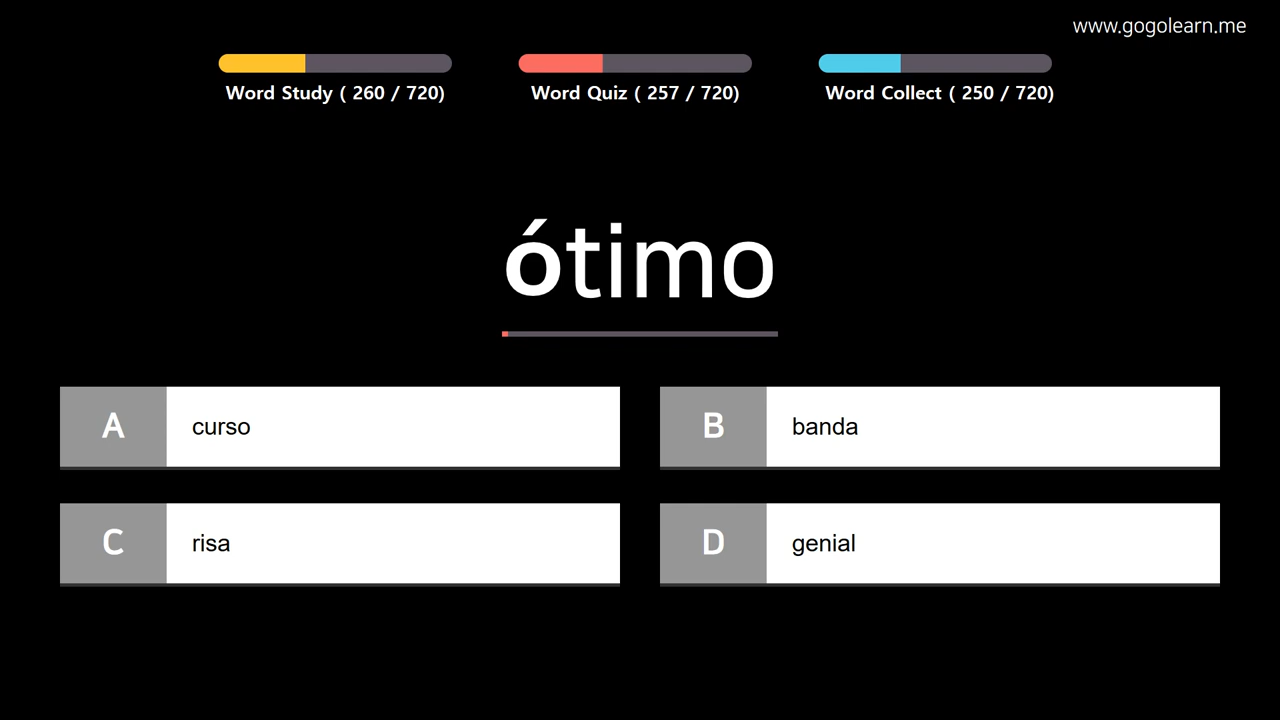 www.gogolearn.me
Word Study ( 260 / 720)
Word Quiz ( 257 / 720)
Word Collect ( 250 / 720)
ótimo
A curso
B banda
C risa
D genial